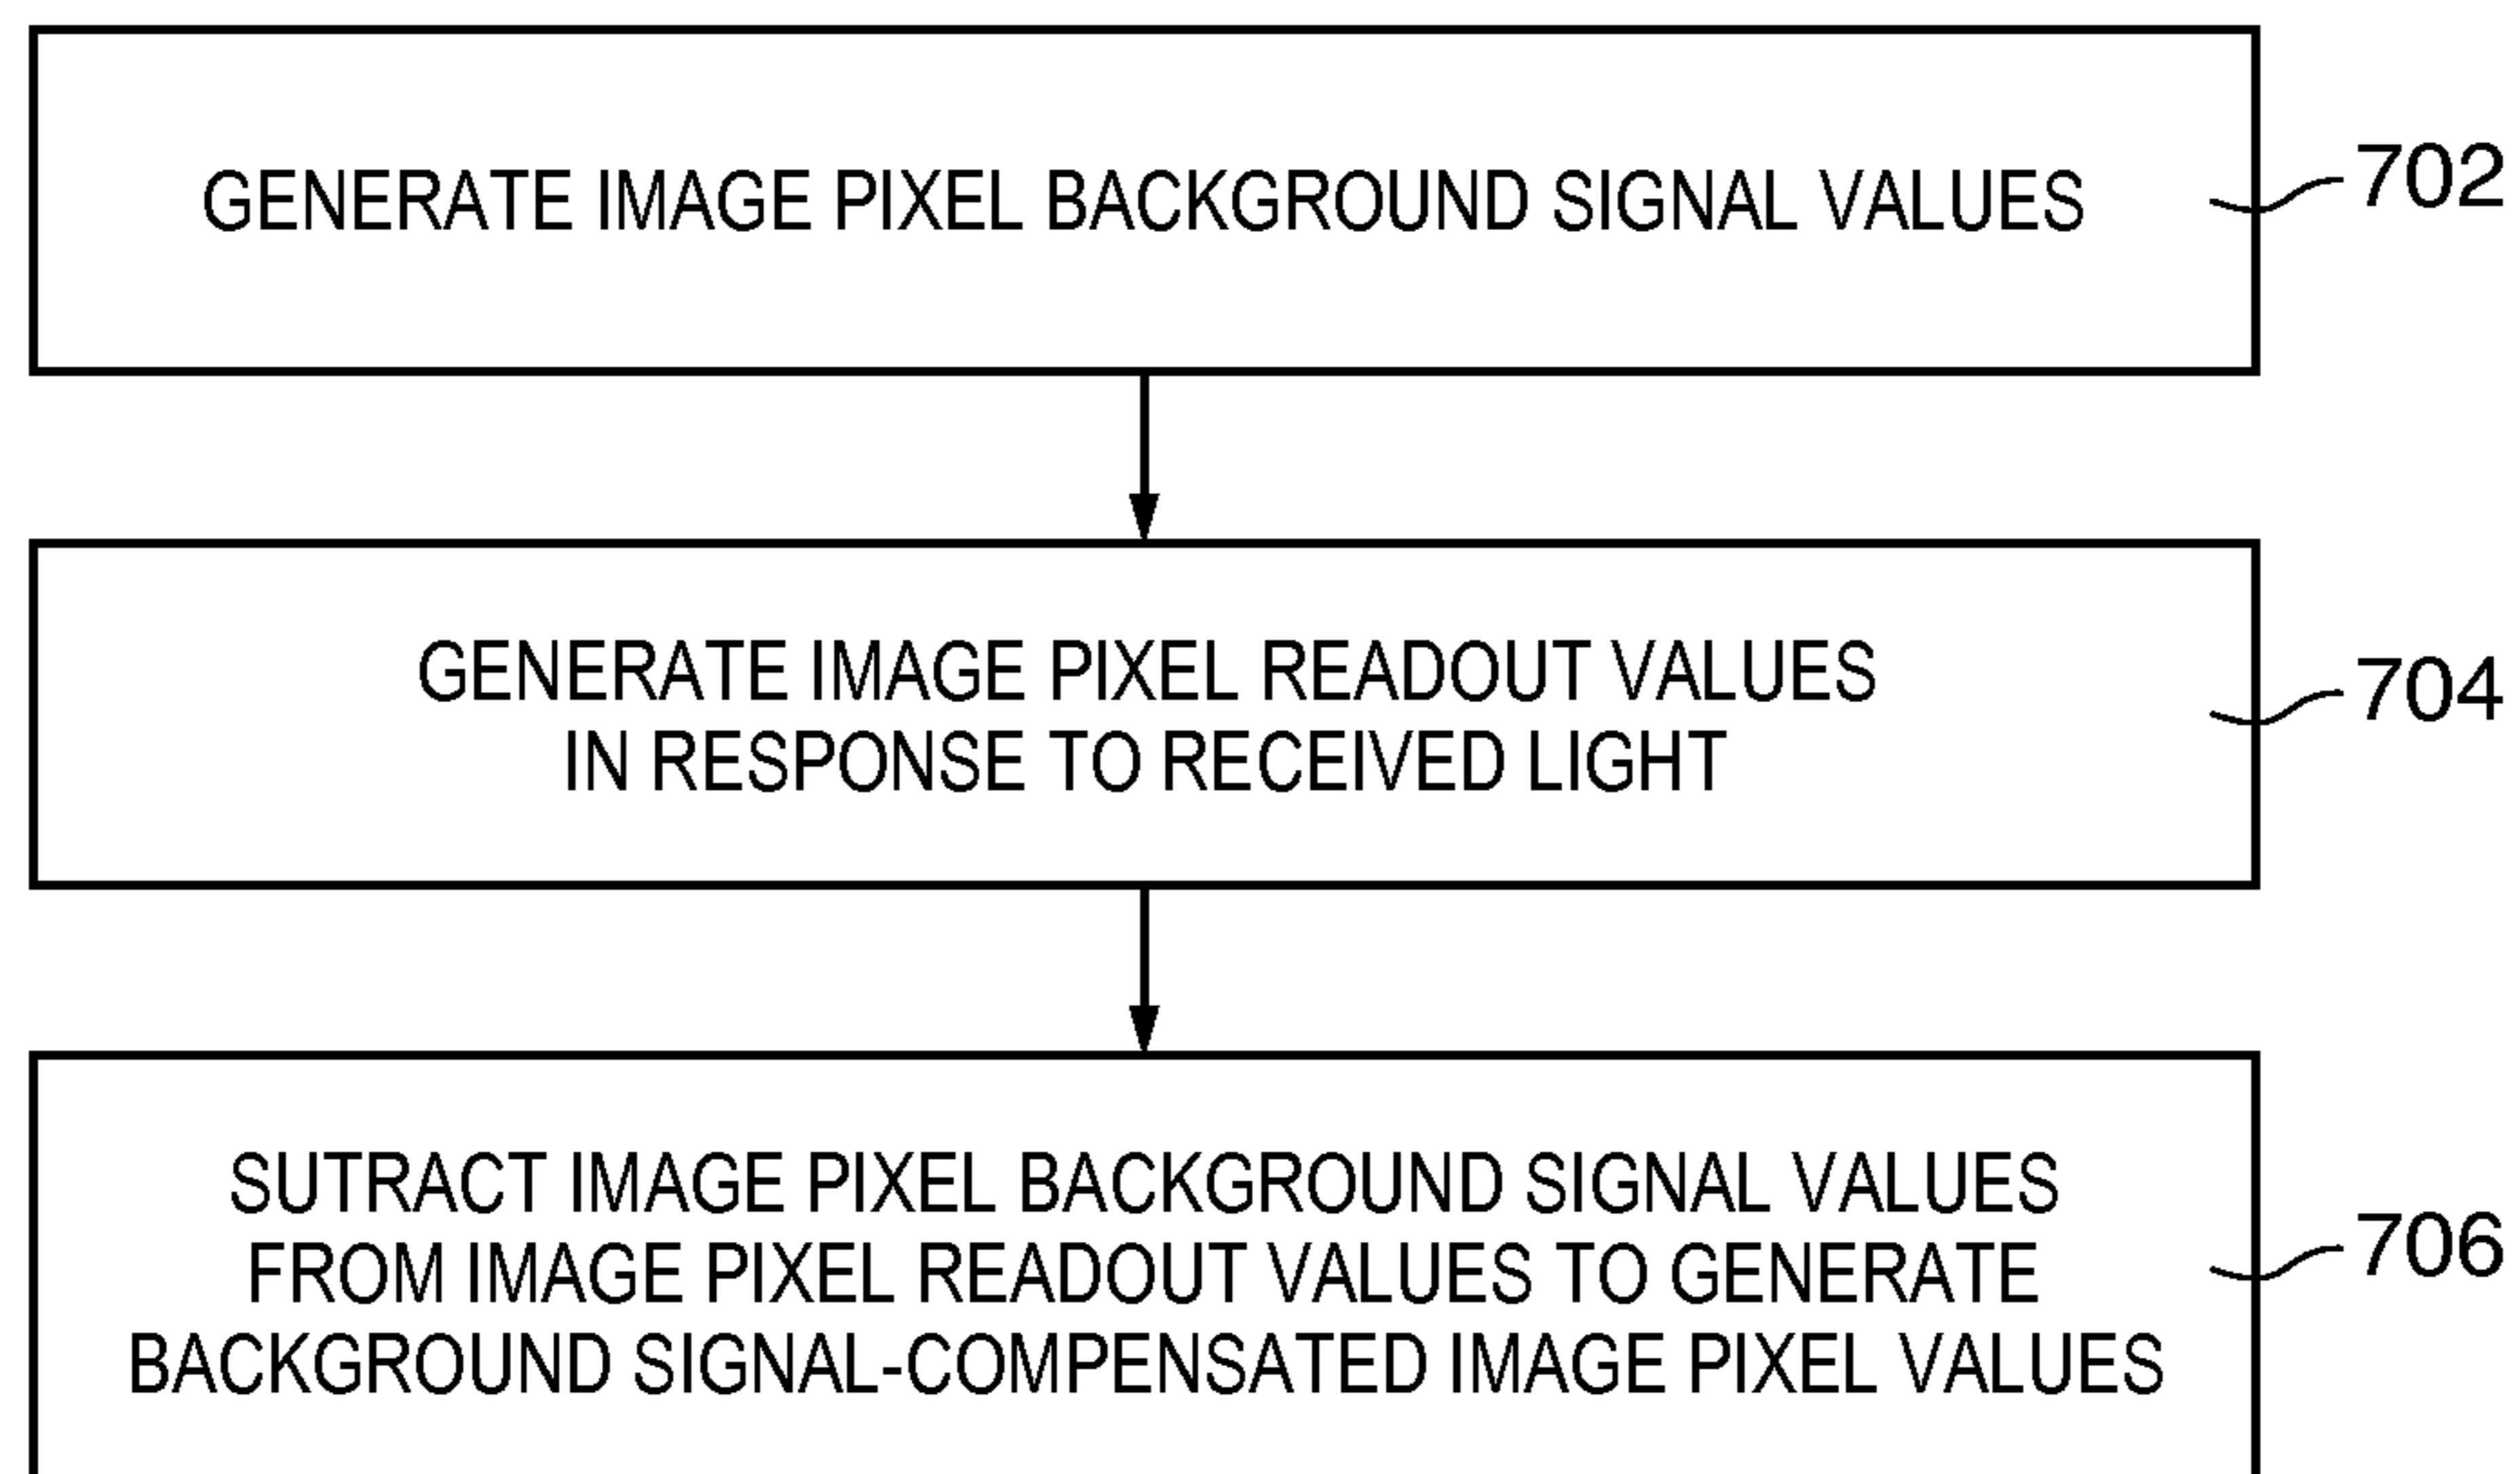 GENERATE IMAGE PIXEL BACKGROUND SIGNAL VALUES
702
GENERATE IMAGE PIXEL READOUT VALUES
IN RESPONSE TO RECEIVED LIGHT
704
SUTRACT IMAGE PIXEL BACKGROUND SIGNAL VALUES
FROM IMAGE PIXEL READOUT VALUES TO GENERATE
BACKGROUND SIGNAL-COMPENSATED IMAGE PIXEL VALUES
706